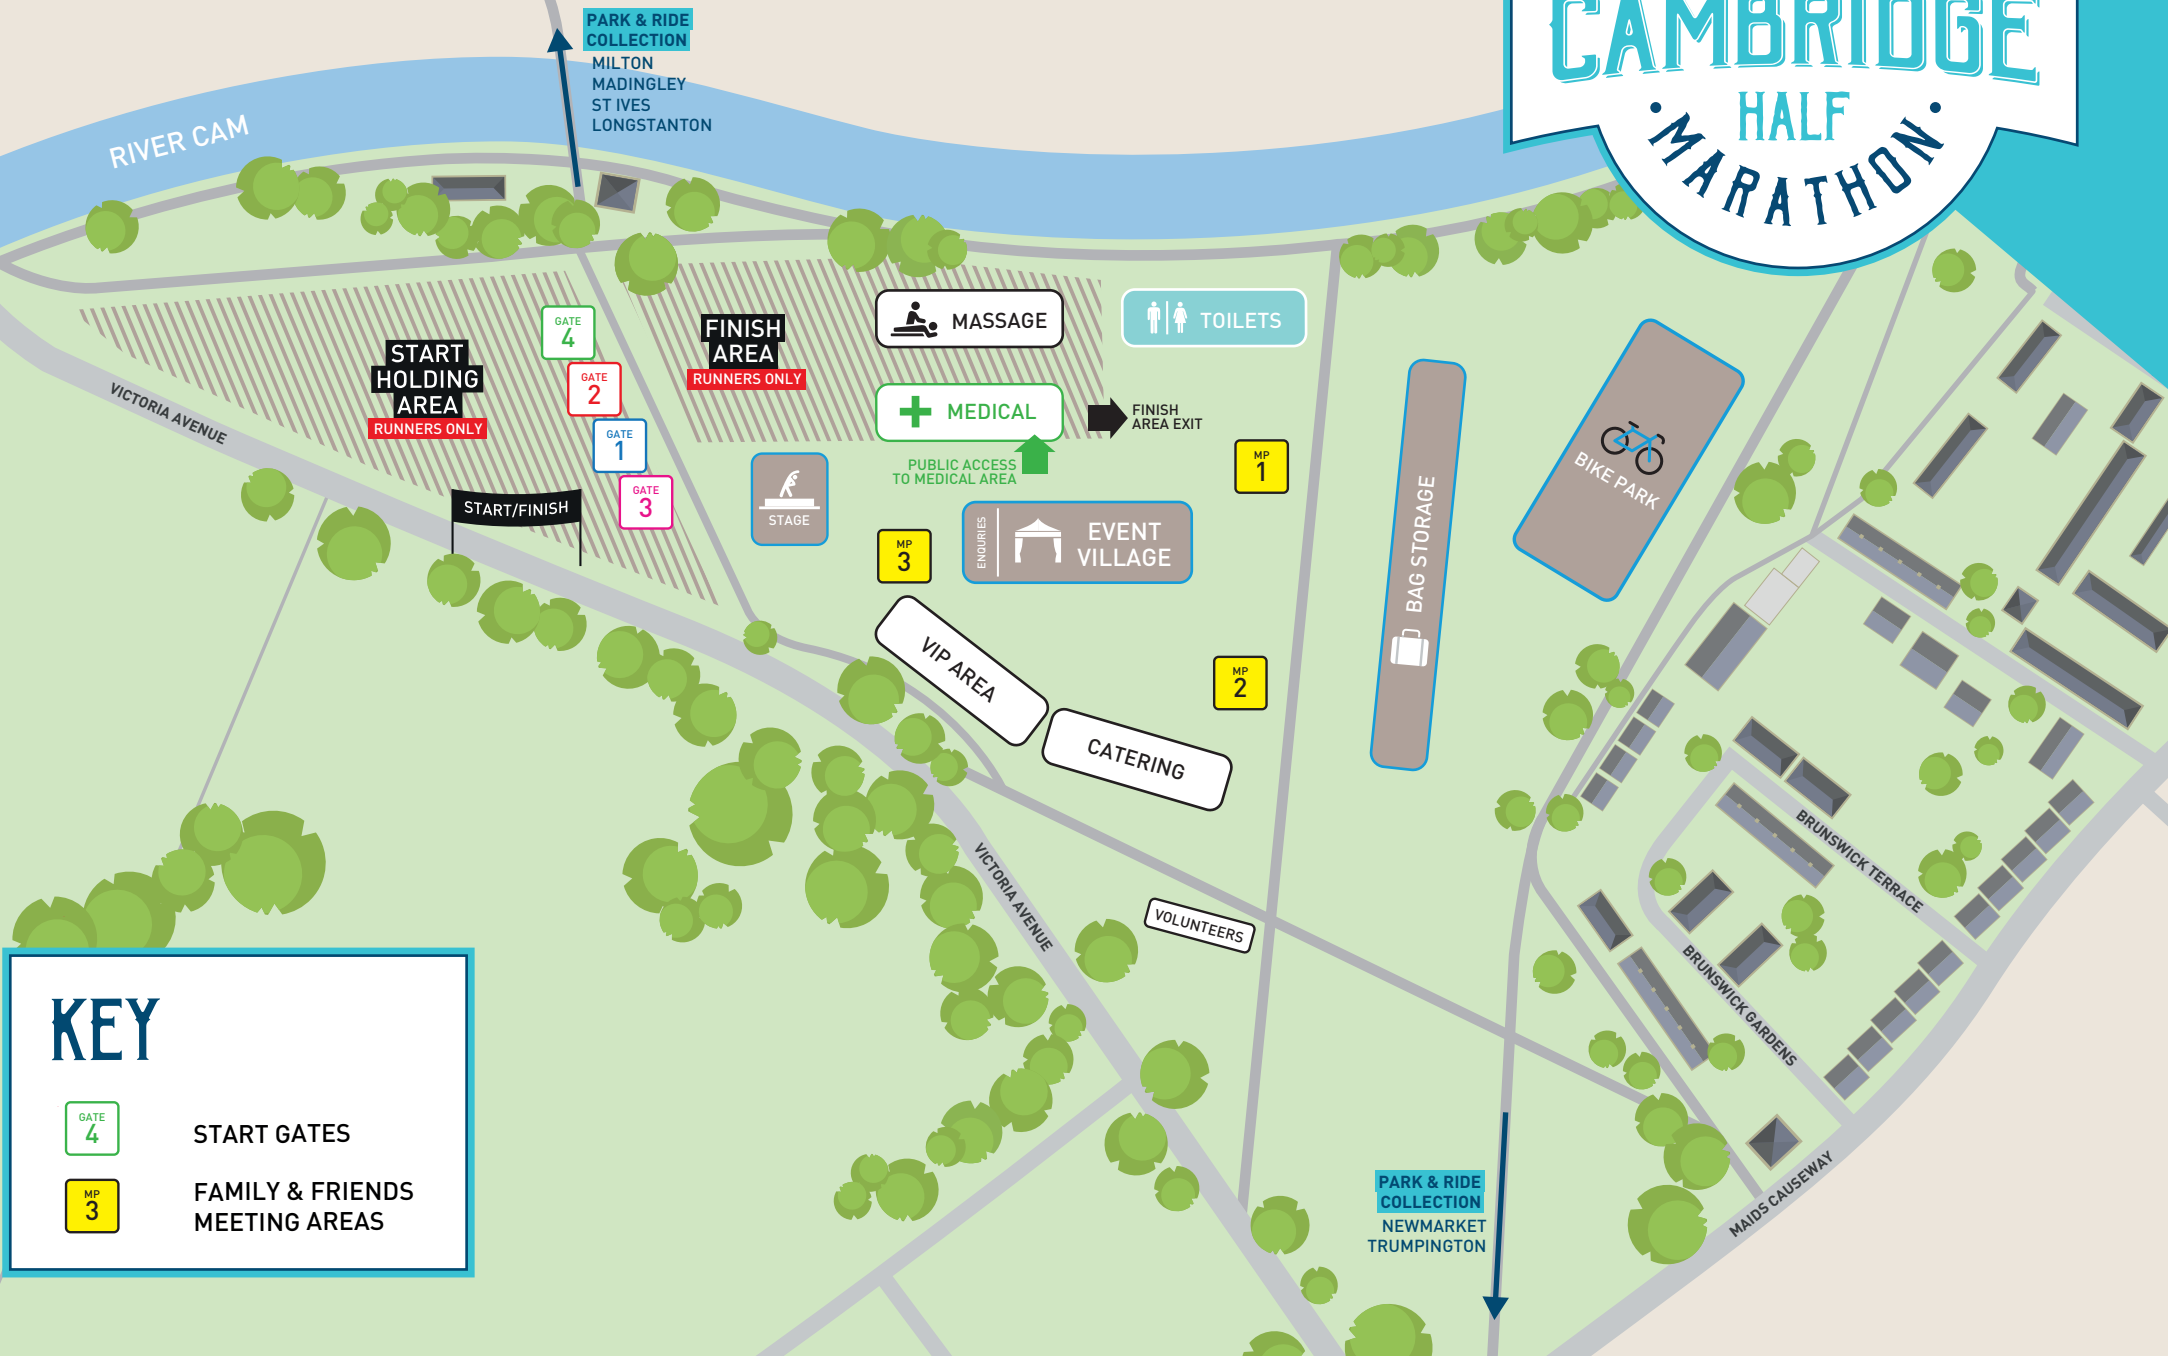 PARK & RIDE
COLLECTION
MILTON
MADINGLEY
ST IVES
LONGSTANTON
CAMBRIDGE
HALF
MARATHON
RIVER CAM
VICTORIA AVENUE
START
HOLDING
AREA
RUNNERS ONLY
GATE
4
GATE
2
GATE
1
GATE
3
START/FINISH
FINISH
AREA
RUNNERS ONLY
MASSAGE
TOILETS
MEDICAL
FINISH
AREA EXIT
PUBLIC ACCESS
TO MEDICAL AREA
STAGE
MP
1
MP
3
ENQURIES
EVENT
VILLAGE
BAG STORAGE
BIKE PARK
VIP AREA
MP
2
CATERING
VICTORIA AVENUE
VOLUNTEERS
BRUNSWICK TERRACE
BRUNSWICK GARDENS
MAIDS CAUSEWAY
PARK & RIDE
COLLECTION
NEWMARKET
TRUMPINGTON
KEY
GATE
4
START GATES
MP
3
FAMILY & FRIENDS
MEETING AREAS